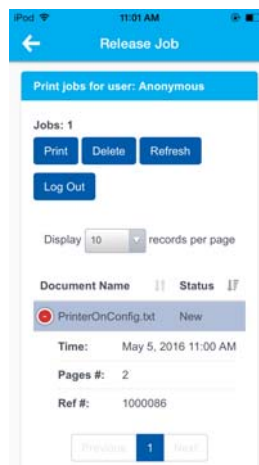 iPod 11:01 AM
Release Job
Print jobs for user: Anonymous
Jobs: 1
Print Delete Refresh
Log Out
Display 10 records per page
Document Name Status
PrinterOnConfig.txt New
Time: May 5, 2016 11:00 AM
Pages #: 2
Ref #: 1000086
Previous 1 Next